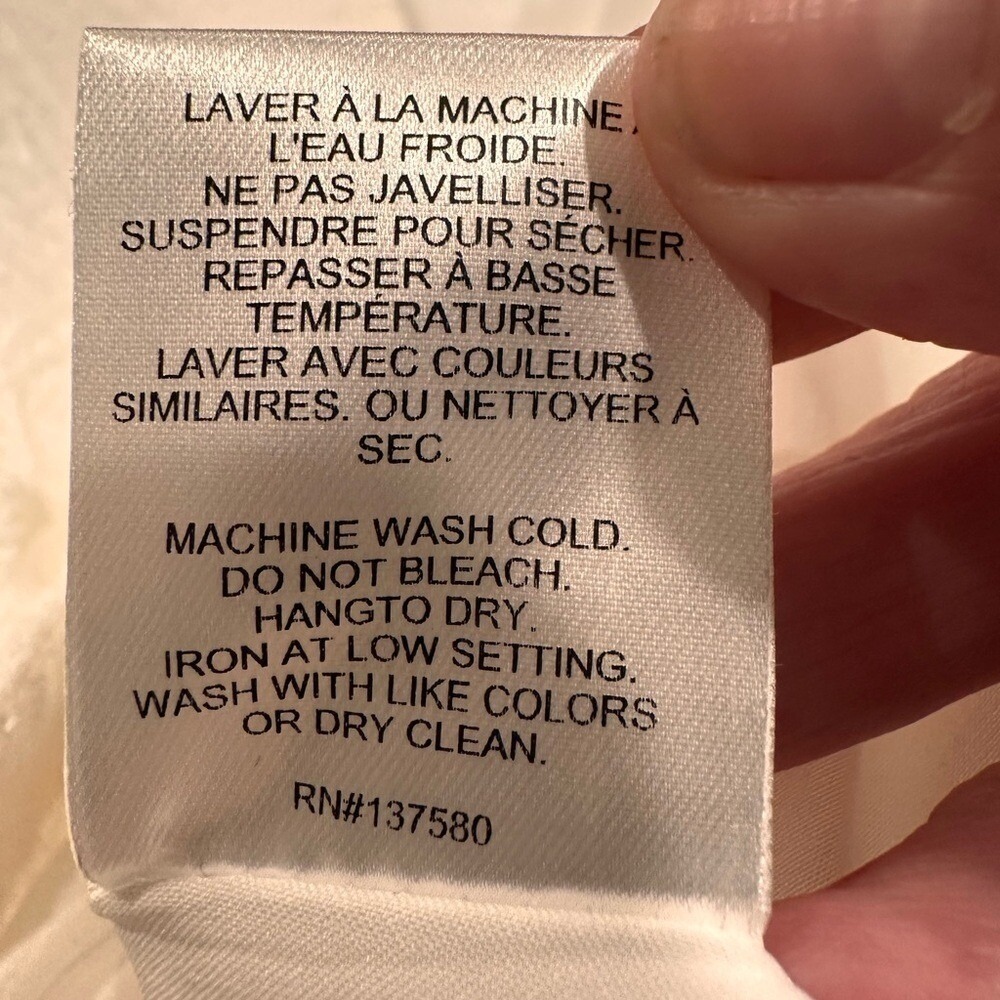 LAVER À LA MACHINE
L'EAU FROIDE.
NE PAS JAVELLISER.
SUSPENDRE POUR SÉCHER.
REPASSER À BASSE
TEMPÉRATURE.
LAVER AVEC COULEURS
SIMILAIRES. OU NETTOYER À
SEC.
MACHINE WASH COLD.
DO NOT BLEACH.
HANGTO DRY.
IRON AT LOW SETTING.
WASH WITH LIKE COLORS
OR DRY CLEAN.
RN#137580